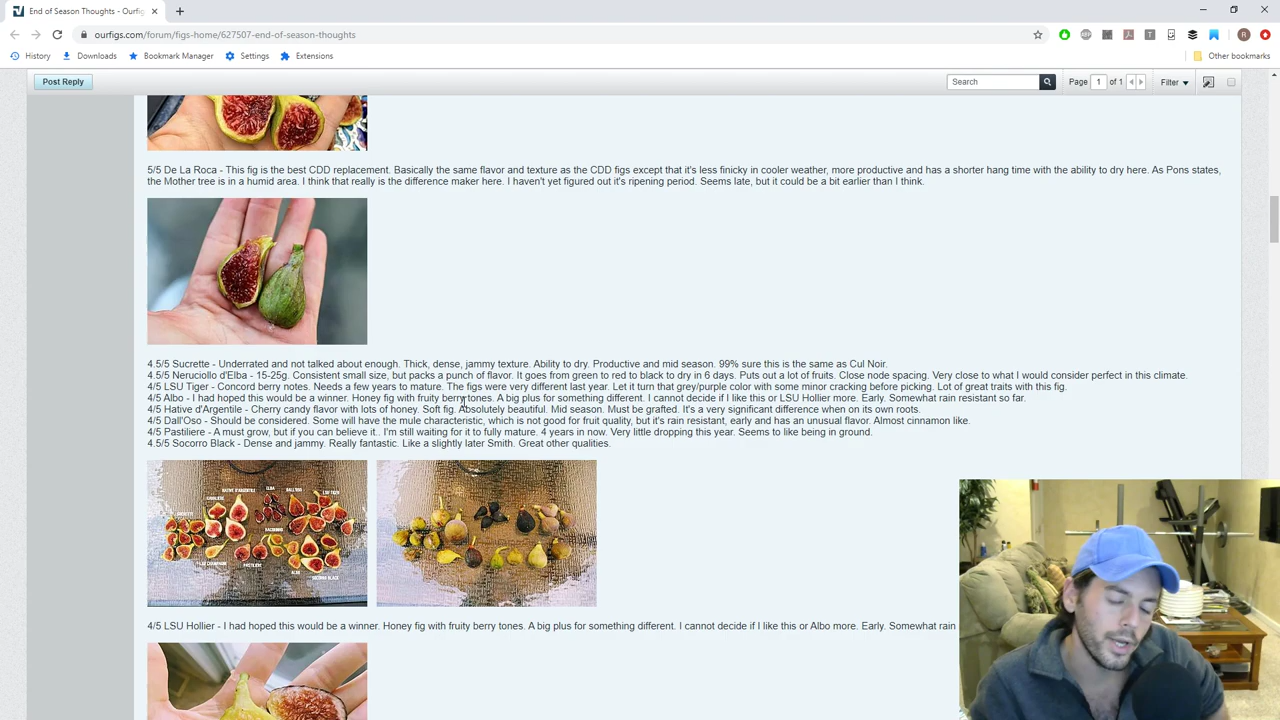 End of Season Thoughts - Ourfig
ourfigs.com/forum/figs-home/627507-end-of-season-thoughts
History Downloads Bookmark Manager Settings Extensions Other bookmarks
Post Reply Search Page 1 of 1 Filter
5/5 De La Roca - This fig is the best CDD replacement. Basically the same flavor and texture as the CDD figs except that it's less finicky in cooler weather, more productive and has a shorter hang time with the ability to dry here. As Pons states,
the Mother tree is in a humid area. I think that really is the difference maker here. I haven't yet figured out it's ripening period. Seems late, but it could be a bit earlier than I think.
4.5/5 Sucrette - Underrated and not talked about enough. Thick, dense, jammy texture. Ability to dry. Productive and mid season. 99% sure this is the same as Cul Noir.
4.5/5 Neruciollo d'Elba - 15-25g. Consistent small size, but packs a punch of flavor. It goes from green to red to black to dry in 6 days. Puts out a lot of fruits. Close node spacing. Very close to what I would consider perfect in this climate.
4/5 LSU Tiger - Concord berry notes. Needs a few years to mature. The figs were very different last year. Let it turn that grey/purple color with some minor cracking before picking. Lot of great traits with this fig.
4/5 Albo - I had hoped this would be a winner. Honey fig with fruity berry tones. A big plus for something different. I cannot decide if I like this or LSU Hollier more. Early. Somewhat rain resistant so far.
4/5 Native d'Argentile - Cherry candy flavor with lots of honey. Soft fig. Absolutely beautiful. Mid season. Must be grafted. It's a very significant difference when on its own roots.
4/5 Dall'Oso - Should be considered. Some will have the mule characteristic, which is not good for fruit quality, but it's rain resistant, early and has an unusual flavor. Almost cinnamon like.
4/5 Pastiliere - A must grow, but if you can believe it.. I'm still waiting for it to fully mature. 4 years in now. Very little dropping this year. Seems to like being in ground.
4.5/5 Socorro Black - Dense and jammy. Really fantastic. Like a slightly later Smith. Great other qualities.
NATIVE D'ARGENTILE ELBA DALL'OSO LSU TIGER
PASTILIERE ALBO SOCORRO BLACK
4/5 LSU Hollier - I had hoped this would be a winner. Honey fig with fruity berry tones. A big plus for something different. I cannot decide if I like this or Albo more. Early. Somewhat rain